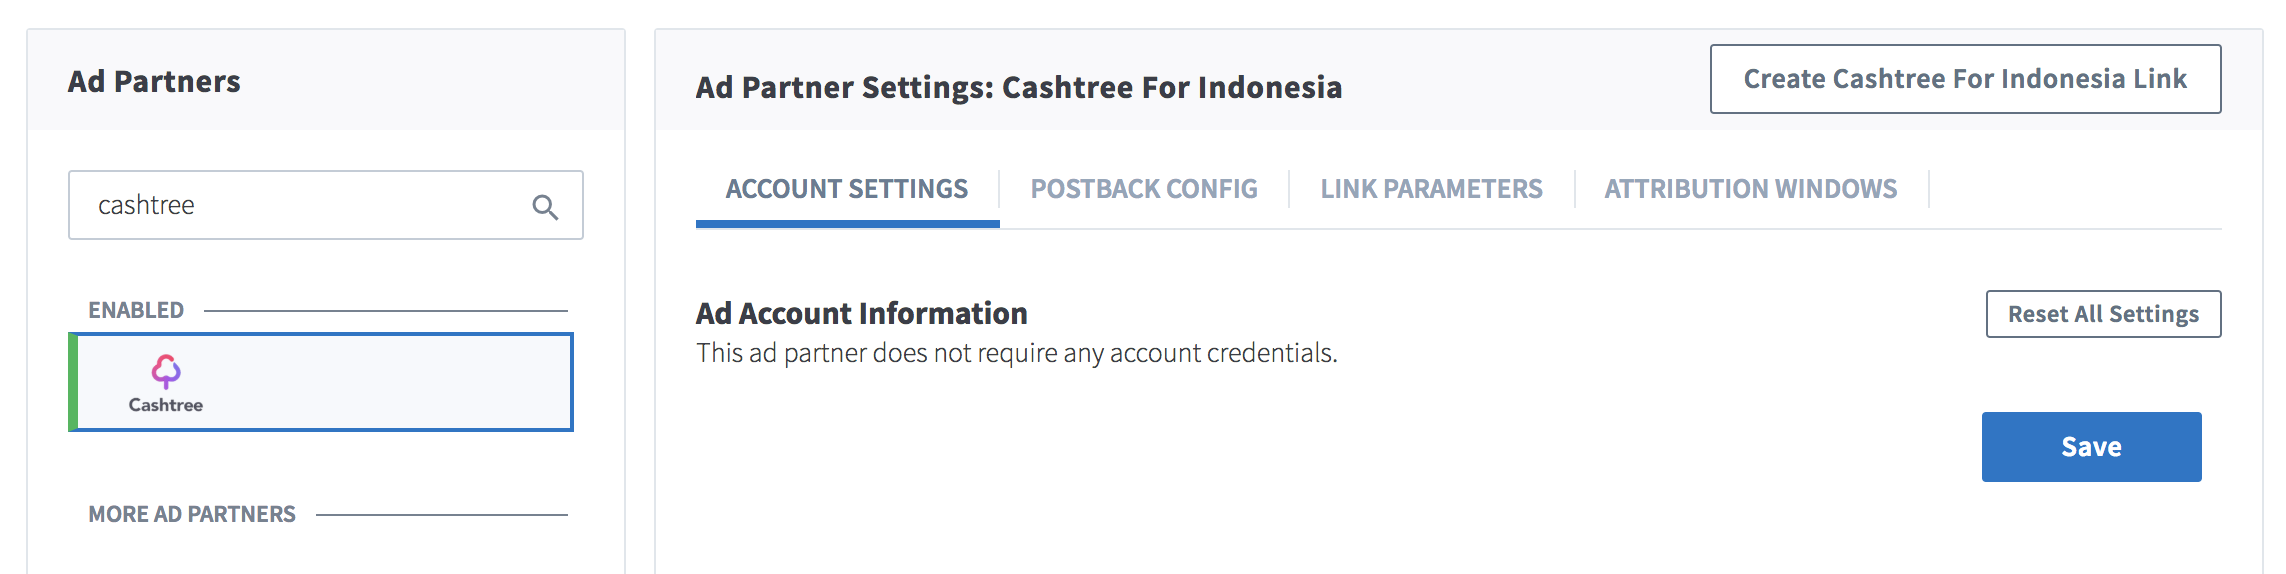 Ad Partners
cashtree
ENABLED
Cashtree
MORE AD PARTNERS
Ad Partner Settings: Cashtree For Indonesia
Create Cashtree For Indonesia Link
ACCOUNT SETTINGS
POSTBACK CONFIG
LINK PARAMETERS
ATTRIBUTION WINDOWS
Ad Account Information
This ad partner does not require any account credentials.
Reset All Settings
Save